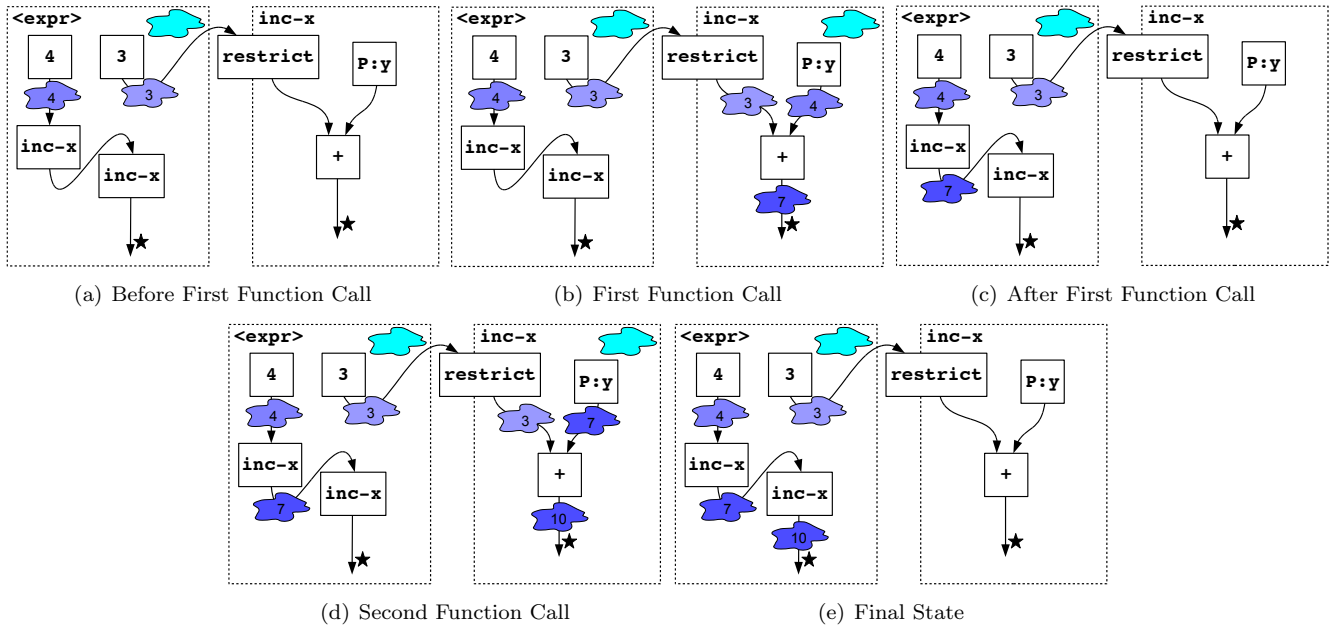 <expr> inc-x <expr> inc-x <expr> inc-x
4 3 restrict P:y 4 3 restrict P:y 4 3 restrict P:y
4 3 4 3 3 4 4 3
inc-x inc-x + inc-x inc-x + inc-x inc-x +
7 7
(a) Before First Function Call (b) First Function Call (c) After First Function Call
<expr> inc-x <expr> inc-x
4 3 restrict P:y 4 3 restrict P:y
4 3 3 7 4 3
inc-x inc-x + inc-x inc-x +
7 10 7 10
(d) Second Function Call (e) Final State